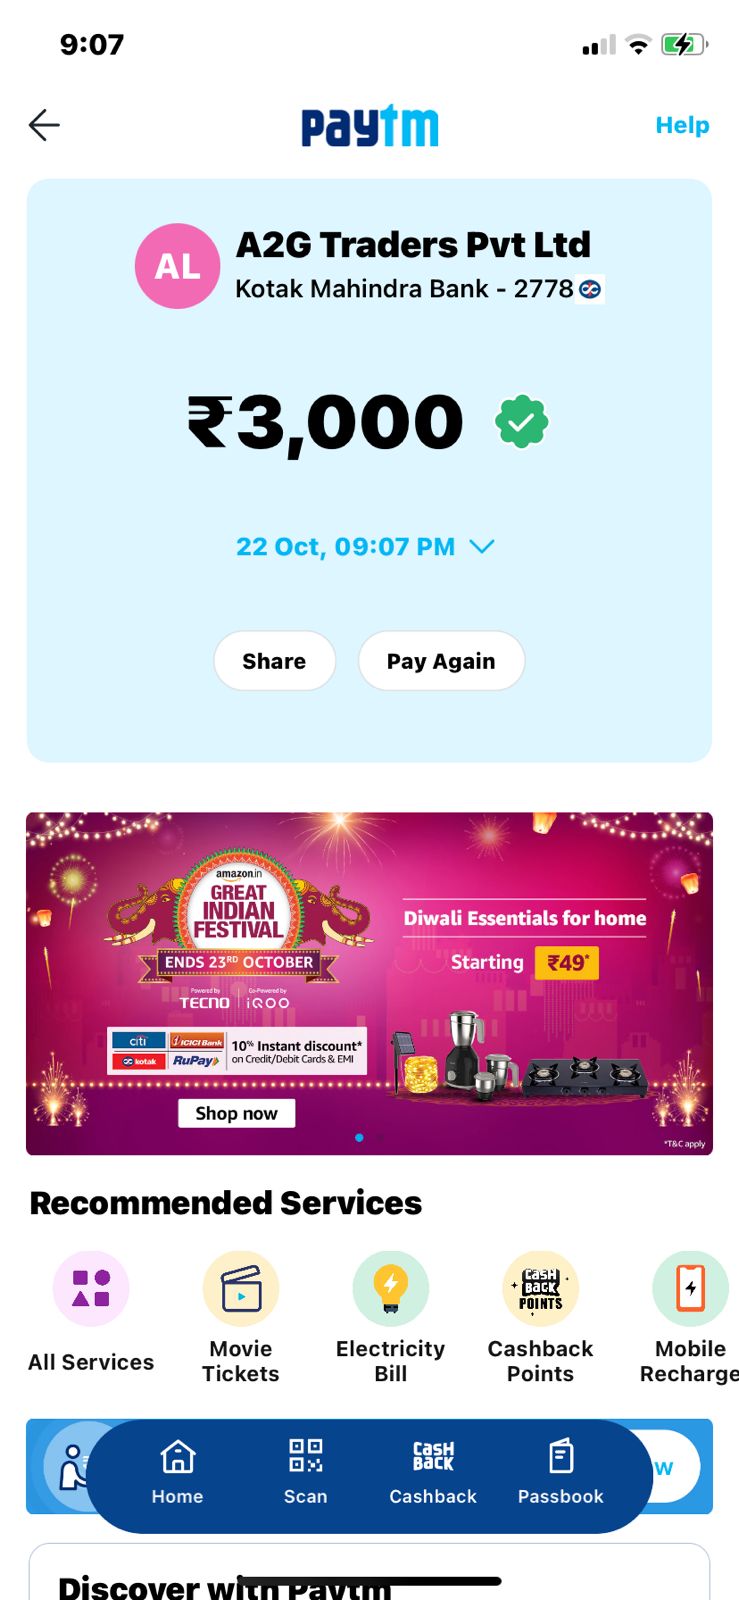 9:07
paytm
Help
AL
A2G Traders Pvt Ltd
Kotak Mahindra Bank - 2778
₹3,000
22 Oct, 09:07 PM
Share
Pay Again
amazon.in
GREAT
INDIAN
FESTIVAL
ENDS 23RD OCTOBER
Powered by
Co-Powered by
TECNO
iQOO
citi
ICICI Bank
kotak
RuPay
10% Instant discount*
on Credit/Debit Cards & EMI
Shop now
Diwali Essentials for home
Starting ₹49*
*T&C apply
Recommended Services
All Services
Movie
Tickets
Electricity
Bill
CASH
BACK
POINTS
Cashback
Points
Mobile
Recharge
Home
Scan
CASH
BACK
Cashback
Passbook
Discover with Paytm